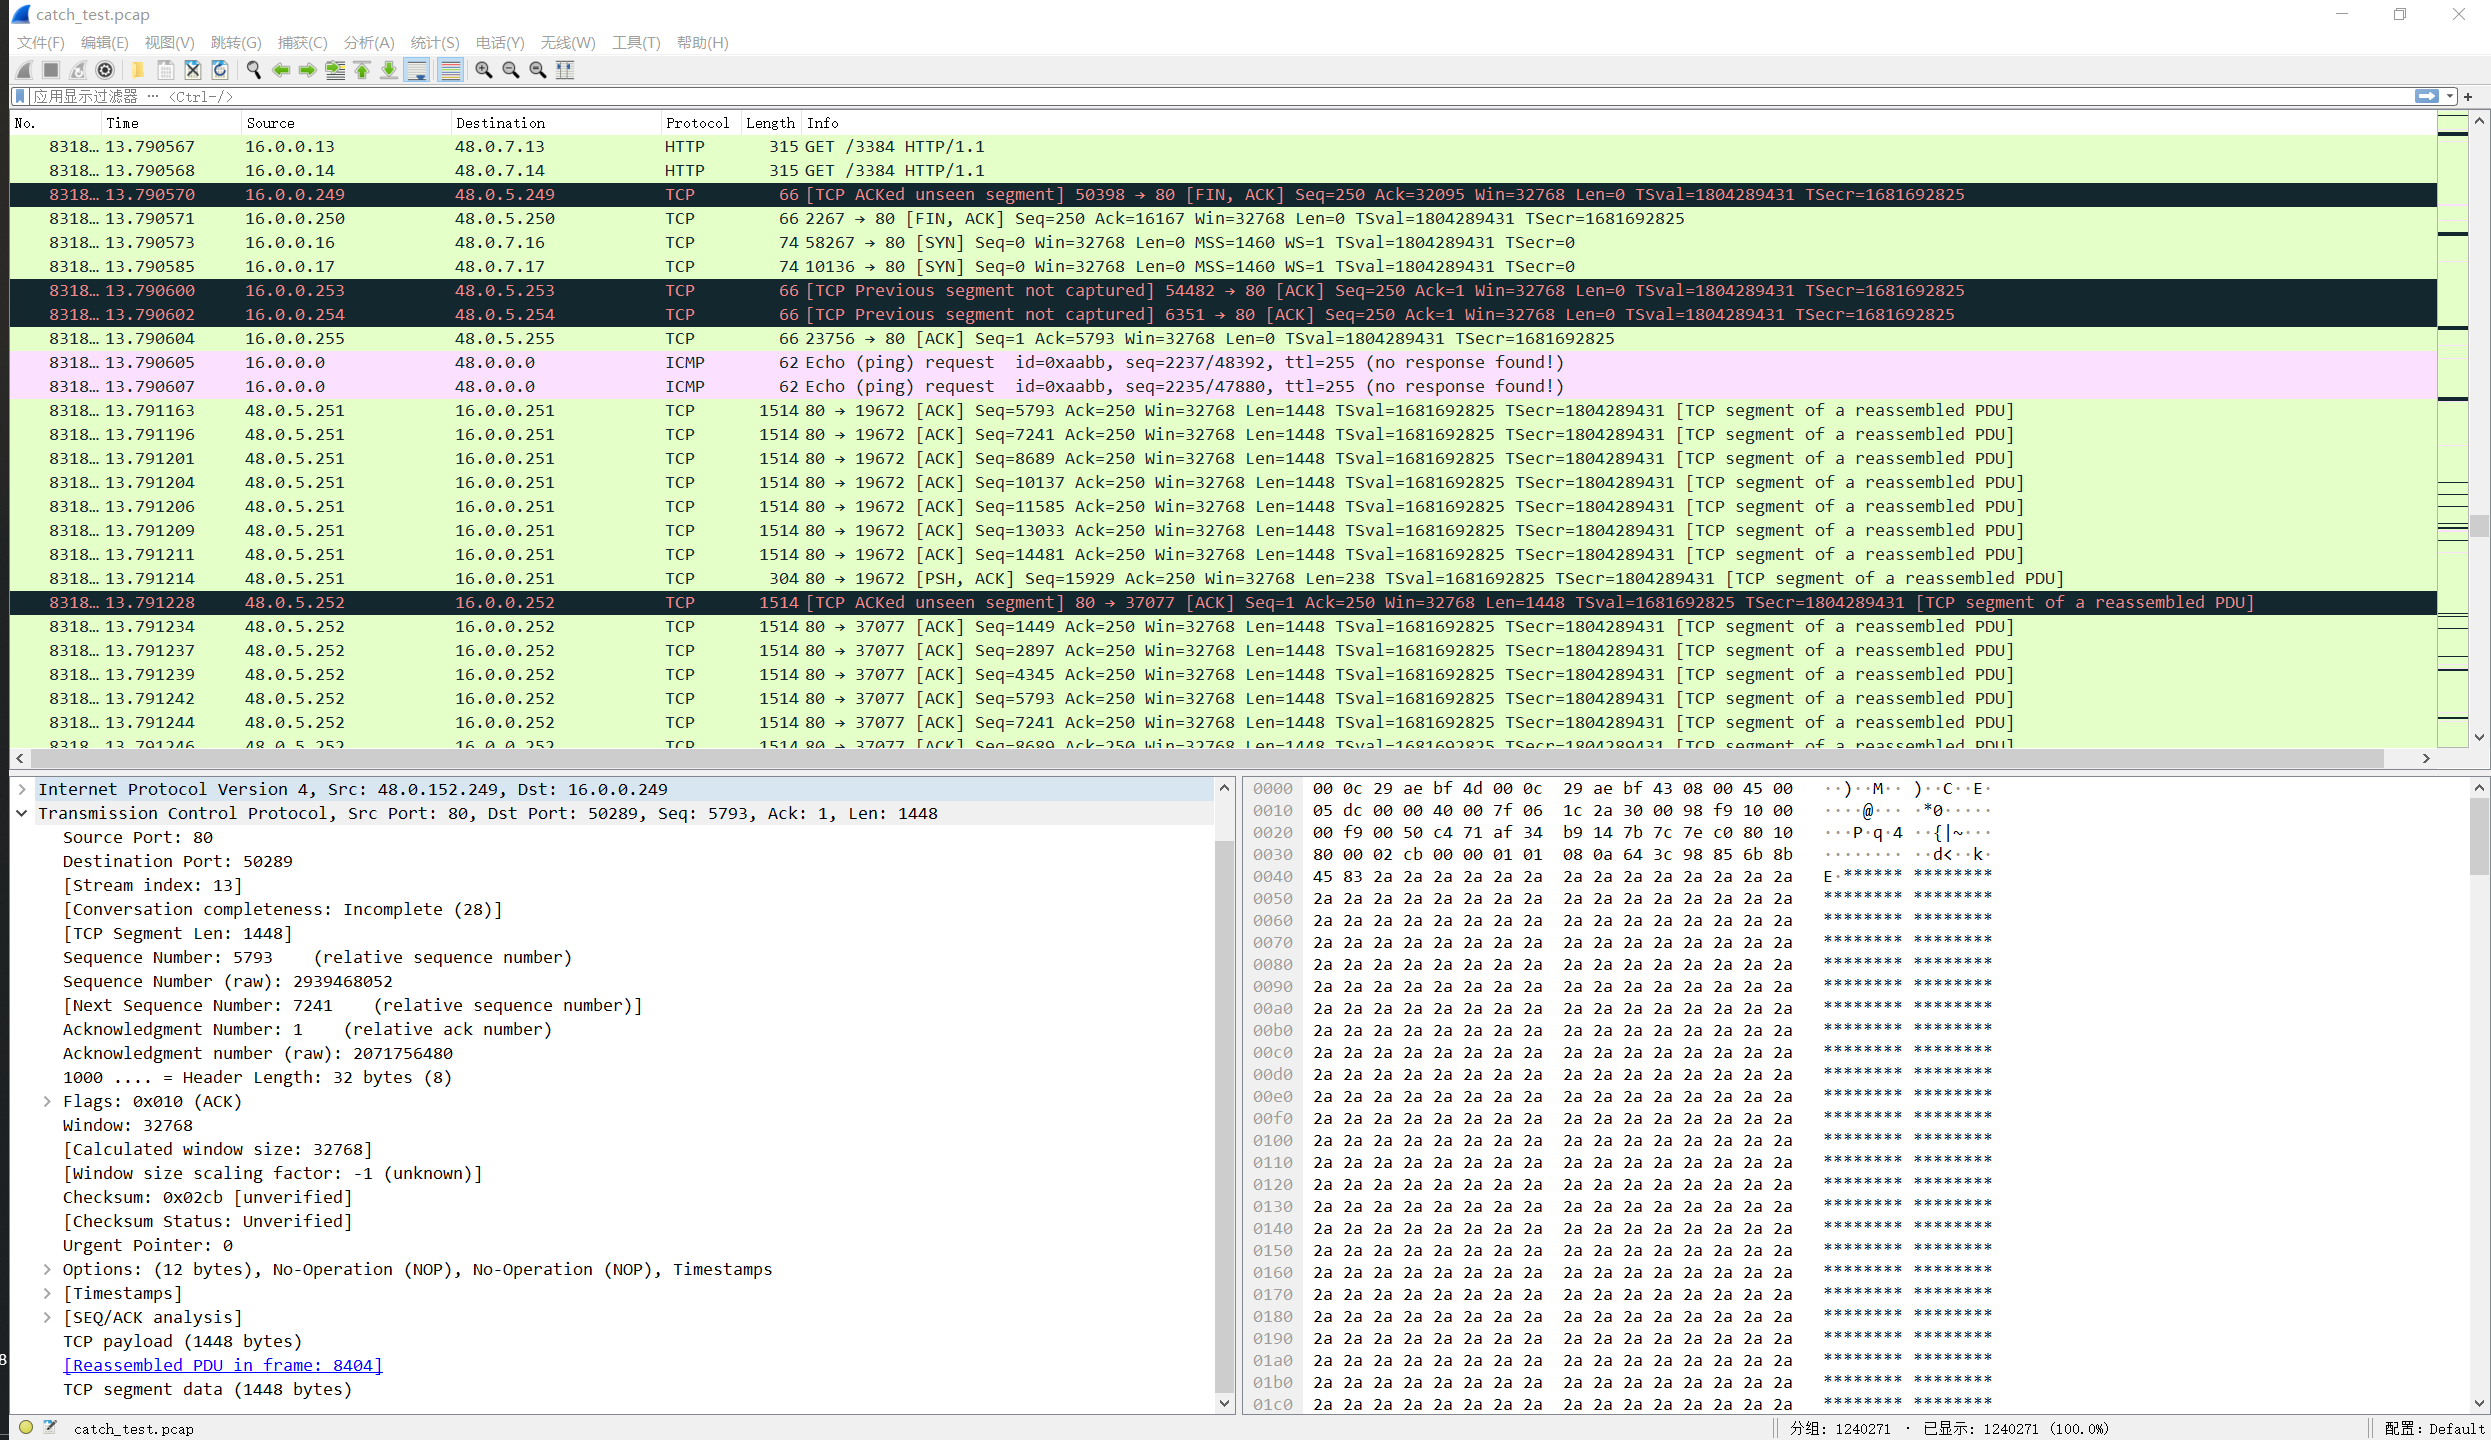 catch_test.pcap
文件(F) 编辑(E) 视图(V) 跳转(G) 捕获(C) 分析(A) 统计(S) 电话(Y) 无线(W) 工具(T) 帮助(H)
应用显示过滤器 … <Ctrl-/>
No. Time Source Destination Protocol Length Info
8318… 13.790567 16.0.0.13 48.0.7.13 HTTP 315 GET /3384 HTTP/1.1
8318… 13.790568 16.0.0.14 48.0.7.14 HTTP 315 GET /3384 HTTP/1.1
8318… 13.790570 16.0.0.249 48.0.5.249 TCP 66 [TCP ACKed unseen segment] 50398 → 80 [FIN, ACK] Seq=250 Ack=32095 Win=32768 Len=0 TSval=1804289431 TSecr=1681692825
8318… 13.790571 16.0.0.250 48.0.5.250 TCP 66 2267 → 80 [FIN, ACK] Seq=250 Ack=16167 Win=32768 Len=0 TSval=1804289431 TSecr=1681692825
8318… 13.790573 16.0.0.16 48.0.7.16 TCP 74 58267 → 80 [SYN] Seq=0 Win=32768 Len=0 MSS=1460 WS=1 TSval=1804289431 TSecr=0
8318… 13.790585 16.0.0.17 48.0.7.17 TCP 74 10136 → 80 [SYN] Seq=0 Win=32768 Len=0 MSS=1460 WS=1 TSval=1804289431 TSecr=0
8318… 13.790600 16.0.0.253 48.0.5.253 TCP 66 [TCP Previous segment not captured] 54482 → 80 [ACK] Seq=250 Ack=1 Win=32768 Len=0 TSval=1804289431 TSecr=1681692825
8318… 13.790602 16.0.0.254 48.0.5.254 TCP 66 [TCP Previous segment not captured] 6351 → 80 [ACK] Seq=250 Ack=1 Win=32768 Len=0 TSval=1804289431 TSecr=1681692825
8318… 13.790604 16.0.0.255 48.0.5.255 TCP 66 23756 → 80 [ACK] Seq=1 Ack=5793 Win=32768 Len=0 TSval=1804289431 TSecr=1681692825
8318… 13.790605 16.0.0.0 48.0.0.0 ICMP 62 Echo (ping) request id=0xaabb, seq=2237/48392, ttl=255 (no response found!)
8318… 13.790607 16.0.0.0 48.0.0.0 ICMP 62 Echo (ping) request id=0xaabb, seq=2235/47880, ttl=255 (no response found!)
8318… 13.791163 48.0.5.251 16.0.0.251 TCP 1514 80 → 19672 [ACK] Seq=5793 Ack=250 Win=32768 Len=1448 TSval=1681692825 TSecr=1804289431 [TCP segment of a reassembled PDU]
8318… 13.791196 48.0.5.251 16.0.0.251 TCP 1514 80 → 19672 [ACK] Seq=7241 Ack=250 Win=32768 Len=1448 TSval=1681692825 TSecr=1804289431 [TCP segment of a reassembled PDU]
8318… 13.791201 48.0.5.251 16.0.0.251 TCP 1514 80 → 19672 [ACK] Seq=8689 Ack=250 Win=32768 Len=1448 TSval=1681692825 TSecr=1804289431 [TCP segment of a reassembled PDU]
8318… 13.791204 48.0.5.251 16.0.0.251 TCP 1514 80 → 19672 [ACK] Seq=10137 Ack=250 Win=32768 Len=1448 TSval=1681692825 TSecr=1804289431 [TCP segment of a reassembled PDU]
8318… 13.791206 48.0.5.251 16.0.0.251 TCP 1514 80 → 19672 [ACK] Seq=11585 Ack=250 Win=32768 Len=1448 TSval=1681692825 TSecr=1804289431 [TCP segment of a reassembled PDU]
8318… 13.791209 48.0.5.251 16.0.0.251 TCP 1514 80 → 19672 [ACK] Seq=13033 Ack=250 Win=32768 Len=1448 TSval=1681692825 TSecr=1804289431 [TCP segment of a reassembled PDU]
8318… 13.791211 48.0.5.251 16.0.0.251 TCP 1514 80 → 19672 [ACK] Seq=14481 Ack=250 Win=32768 Len=1448 TSval=1681692825 TSecr=1804289431 [TCP segment of a reassembled PDU]
8318… 13.791214 48.0.5.251 16.0.0.251 TCP 304 80 → 19672 [PSH, ACK] Seq=15929 Ack=250 Win=32768 Len=238 TSval=1681692825 TSecr=1804289431 [TCP segment of a reassembled PDU]
8318… 13.791228 48.0.5.252 16.0.0.252 TCP 1514 [TCP ACKed unseen segment] 80 → 37077 [ACK] Seq=1 Ack=250 Win=32768 Len=1448 TSval=1681692825 TSecr=1804289431 [TCP segment of a reassembled PDU]
8318… 13.791234 48.0.5.252 16.0.0.252 TCP 1514 80 → 37077 [ACK] Seq=1449 Ack=250 Win=32768 Len=1448 TSval=1681692825 TSecr=1804289431 [TCP segment of a reassembled PDU]
8318… 13.791237 48.0.5.252 16.0.0.252 TCP 1514 80 → 37077 [ACK] Seq=2897 Ack=250 Win=32768 Len=1448 TSval=1681692825 TSecr=1804289431 [TCP segment of a reassembled PDU]
8318… 13.791239 48.0.5.252 16.0.0.252 TCP 1514 80 → 37077 [ACK] Seq=4345 Ack=250 Win=32768 Len=1448 TSval=1681692825 TSecr=1804289431 [TCP segment of a reassembled PDU]
8318… 13.791242 48.0.5.252 16.0.0.252 TCP 1514 80 → 37077 [ACK] Seq=5793 Ack=250 Win=32768 Len=1448 TSval=1681692825 TSecr=1804289431 [TCP segment of a reassembled PDU]
8318… 13.791244 48.0.5.252 16.0.0.252 TCP 1514 80 → 37077 [ACK] Seq=7241 Ack=250 Win=32768 Len=1448 TSval=1681692825 TSecr=1804289431 [TCP segment of a reassembled PDU]
8318… 13.791246 48.0.5.252 16.0.0.252 TCP 1514 80 → 37077 [ACK] Seq=8689 Ack=250 Win=32768 Len=1448 TSval=1681692825 TSecr=1804289431 [TCP segment of a reassembled PDU]
Internet Protocol Version 4, Src: 48.0.152.249, Dst: 16.0.0.249
Transmission Control Protocol, Src Port: 80, Dst Port: 50289, Seq: 5793, Ack: 1, Len: 1448
Source Port: 80
Destination Port: 50289
[Stream index: 13]
[Conversation completeness: Incomplete (28)]
[TCP Segment Len: 1448]
Sequence Number: 5793 (relative sequence number)
Sequence Number (raw): 2939468052
[Next Sequence Number: 7241 (relative sequence number)]
Acknowledgment Number: 1 (relative ack number)
Acknowledgment number (raw): 2071756480
1000 .... = Header Length: 32 bytes (8)
Flags: 0x010 (ACK)
Window: 32768
[Calculated window size: 32768]
[Window size scaling factor: -1 (unknown)]
Checksum: 0x02cb [unverified]
[Checksum Status: Unverified]
Urgent Pointer: 0
Options: (12 bytes), No-Operation (NOP), No-Operation (NOP), Timestamps
[Timestamps]
[SEQ/ACK analysis]
TCP payload (1448 bytes)
[Reassembled PDU in frame: 8404]
TCP segment data (1448 bytes)
0000 00 0c 29 ae bf 4d 00 0c 29 ae bf 43 08 00 45 00 ··)··M·· )··C··E·
0010 05 dc 00 00 40 00 7f 06 1c 2a 30 00 98 f9 10 00 ····@··· ·*0·····
0020 00 f9 00 50 c4 71 af 34 b9 14 7b 7c 7e c0 80 10 ···P·q·4 ··{|~···
0030 80 00 02 cb 00 00 01 01 08 0a 64 3c 98 85 6b 8b ········ ··d<··k·
0040 45 83 2a 2a 2a 2a 2a 2a 2a 2a 2a 2a 2a 2a 2a 2a E·****** ********
0050 2a 2a 2a 2a 2a 2a 2a 2a 2a 2a 2a 2a 2a 2a 2a 2a ******** ********
0060 2a 2a 2a 2a 2a 2a 2a 2a 2a 2a 2a 2a 2a 2a 2a 2a ******** ********
0070 2a 2a 2a 2a 2a 2a 2a 2a 2a 2a 2a 2a 2a 2a 2a 2a ******** ********
0080 2a 2a 2a 2a 2a 2a 2a 2a 2a 2a 2a 2a 2a 2a 2a 2a ******** ********
0090 2a 2a 2a 2a 2a 2a 2a 2a 2a 2a 2a 2a 2a 2a 2a 2a ******** ********
00a0 2a 2a 2a 2a 2a 2a 2a 2a 2a 2a 2a 2a 2a 2a 2a 2a ******** ********
00b0 2a 2a 2a 2a 2a 2a 2a 2a 2a 2a 2a 2a 2a 2a 2a 2a ******** ********
00c0 2a 2a 2a 2a 2a 2a 2a 2a 2a 2a 2a 2a 2a 2a 2a 2a ******** ********
00d0 2a 2a 2a 2a 2a 2a 2a 2a 2a 2a 2a 2a 2a 2a 2a 2a ******** ********
00e0 2a 2a 2a 2a 2a 2a 2a 2a 2a 2a 2a 2a 2a 2a 2a 2a ******** ********
00f0 2a 2a 2a 2a 2a 2a 2a 2a 2a 2a 2a 2a 2a 2a 2a 2a ******** ********
0100 2a 2a 2a 2a 2a 2a 2a 2a 2a 2a 2a 2a 2a 2a 2a 2a ******** ********
0110 2a 2a 2a 2a 2a 2a 2a 2a 2a 2a 2a 2a 2a 2a 2a 2a ******** ********
0120 2a 2a 2a 2a 2a 2a 2a 2a 2a 2a 2a 2a 2a 2a 2a 2a ******** ********
0130 2a 2a 2a 2a 2a 2a 2a 2a 2a 2a 2a 2a 2a 2a 2a 2a ******** ********
0140 2a 2a 2a 2a 2a 2a 2a 2a 2a 2a 2a 2a 2a 2a 2a 2a ******** ********
0150 2a 2a 2a 2a 2a 2a 2a 2a 2a 2a 2a 2a 2a 2a 2a 2a ******** ********
0160 2a 2a 2a 2a 2a 2a 2a 2a 2a 2a 2a 2a 2a 2a 2a 2a ******** ********
0170 2a 2a 2a 2a 2a 2a 2a 2a 2a 2a 2a 2a 2a 2a 2a 2a ******** ********
0180 2a 2a 2a 2a 2a 2a 2a 2a 2a 2a 2a 2a 2a 2a 2a 2a ******** ********
0190 2a 2a 2a 2a 2a 2a 2a 2a 2a 2a 2a 2a 2a 2a 2a 2a ******** ********
01a0 2a 2a 2a 2a 2a 2a 2a 2a 2a 2a 2a 2a 2a 2a 2a 2a ******** ********
01b0 2a 2a 2a 2a 2a 2a 2a 2a 2a 2a 2a 2a 2a 2a 2a 2a ******** ********
01c0 2a 2a 2a 2a 2a 2a 2a 2a 2a 2a 2a 2a 2a 2a 2a 2a ******** ********
8
catch_test.pcap 分组: 1240271 · 已显示: 1240271 (100.0%) 配置: Default